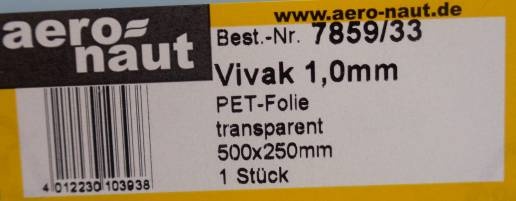 www.aero-naut.de
aero-
naut
Best.-Nr. 7859/33
Vivak 1,0mm
PET-Folie
transparent
500x250mm
1 Stück
4 012230 103938